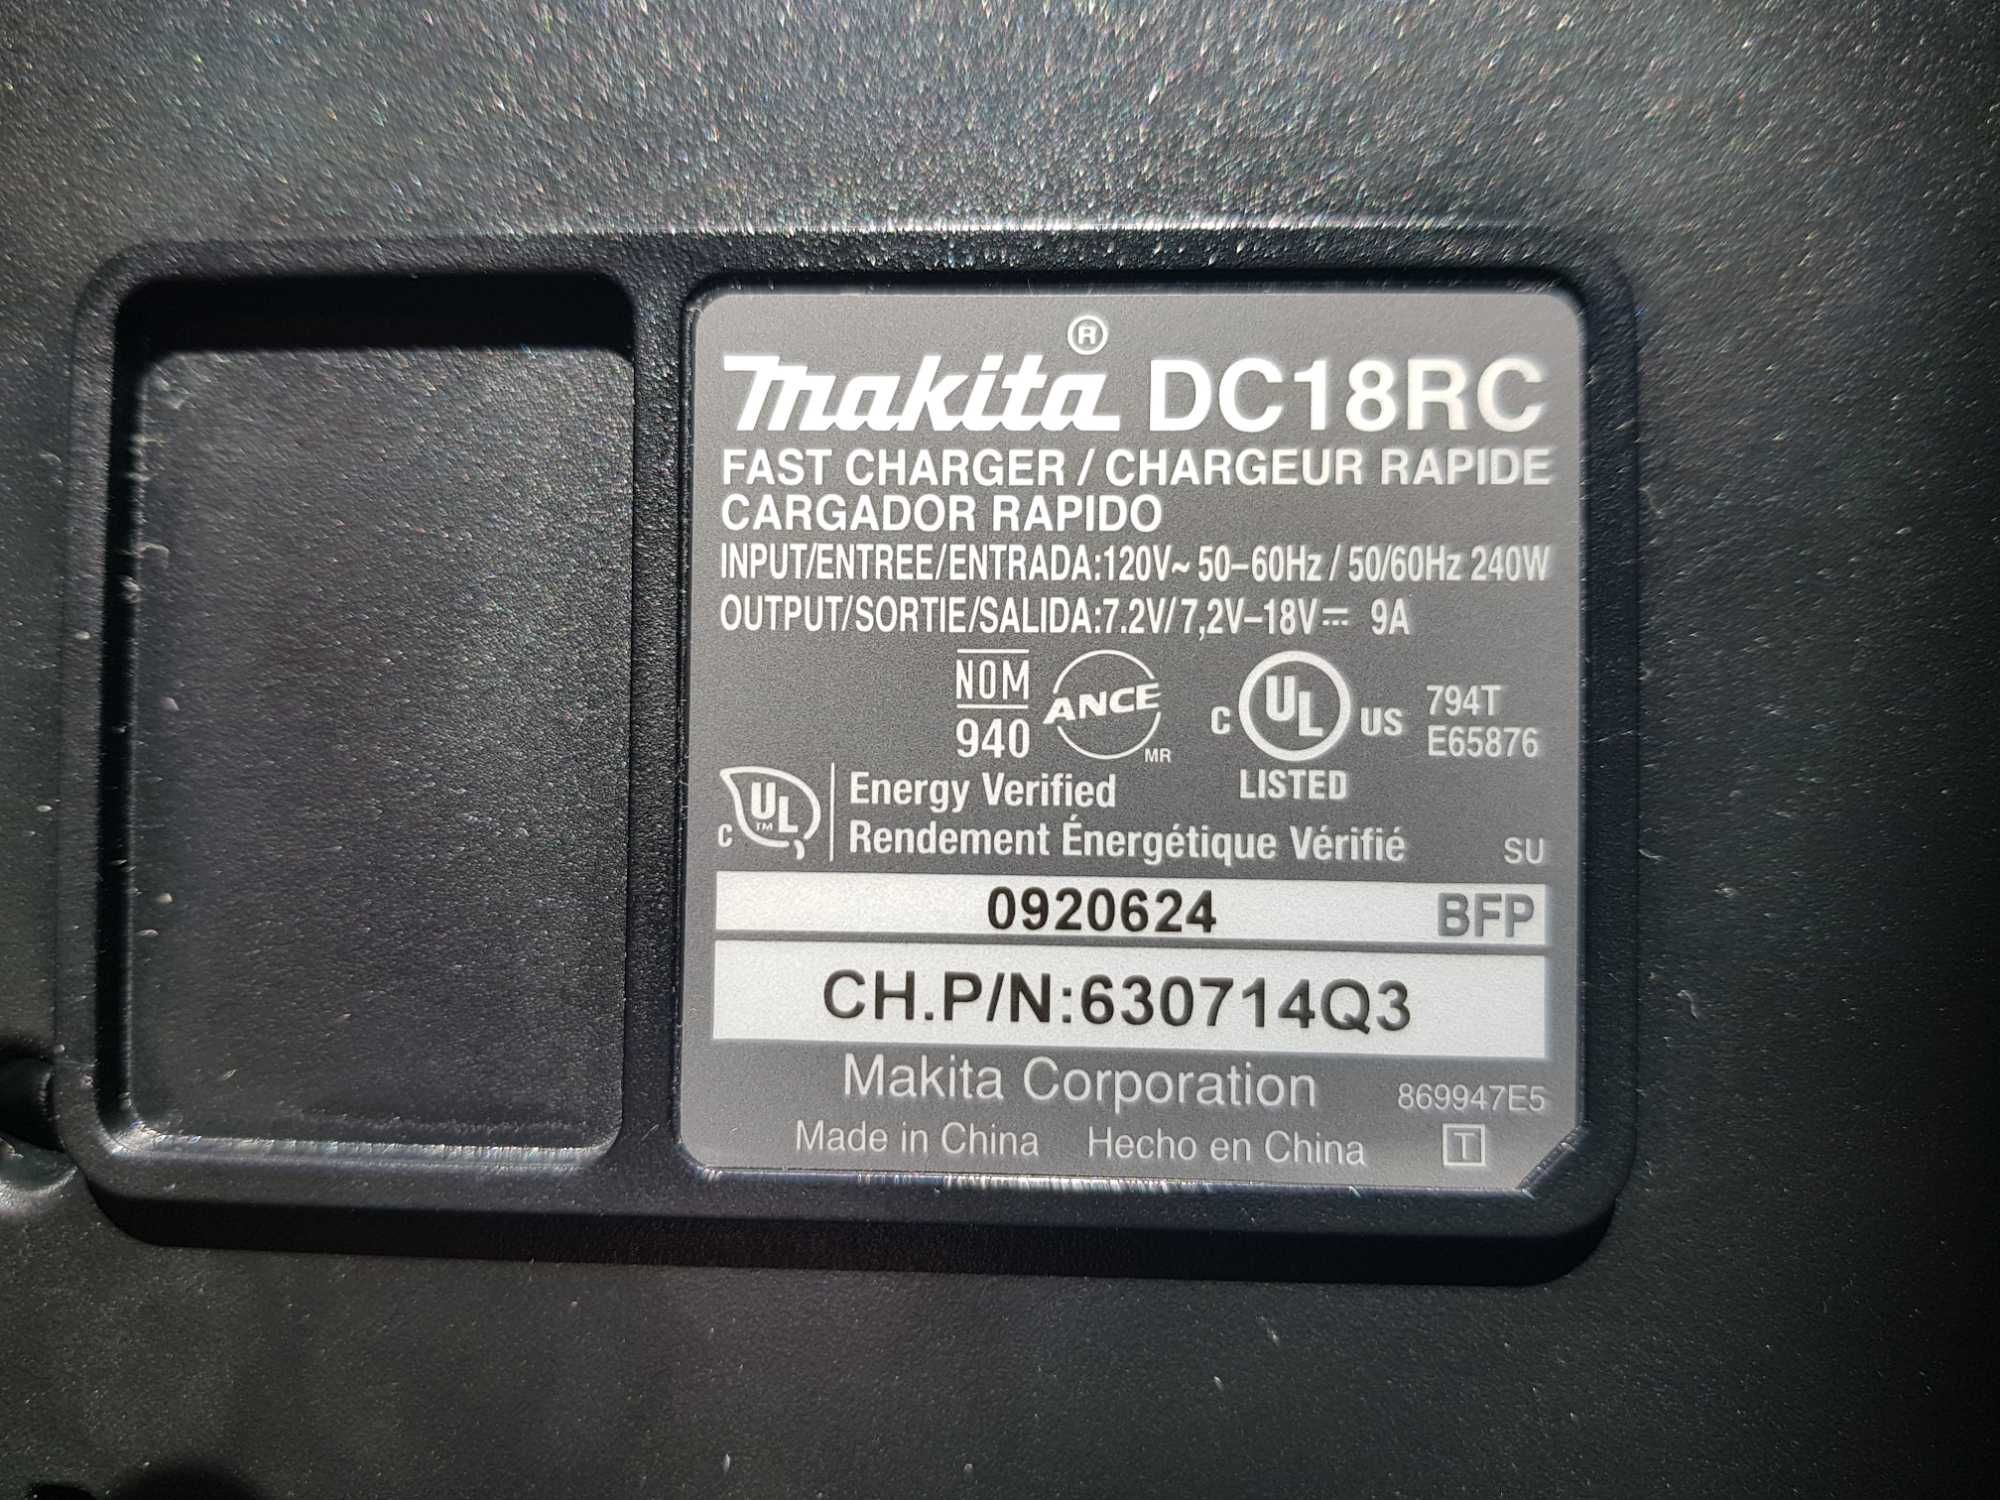 makita® DC18RC
FAST CHARGER / CHARGEUR RAPIDE
CARGADOR RAPIDO
INPUT/ENTREE/ENTRADA:120V~ 50–60Hz / 50/60Hz 240W
OUTPUT/SORTIE/SALIDA:7.2V/7,2V–18V⎓ 9A
NOM
940
ANCE
MR
C UL US
LISTED
794T
E65876
C UL
TM
Energy Verified
Rendement Énergétique Vérifié
SU
0920624 BFP
CH.P/N:630714Q3
Makita Corporation 869947E5
Made in China Hecho en China T